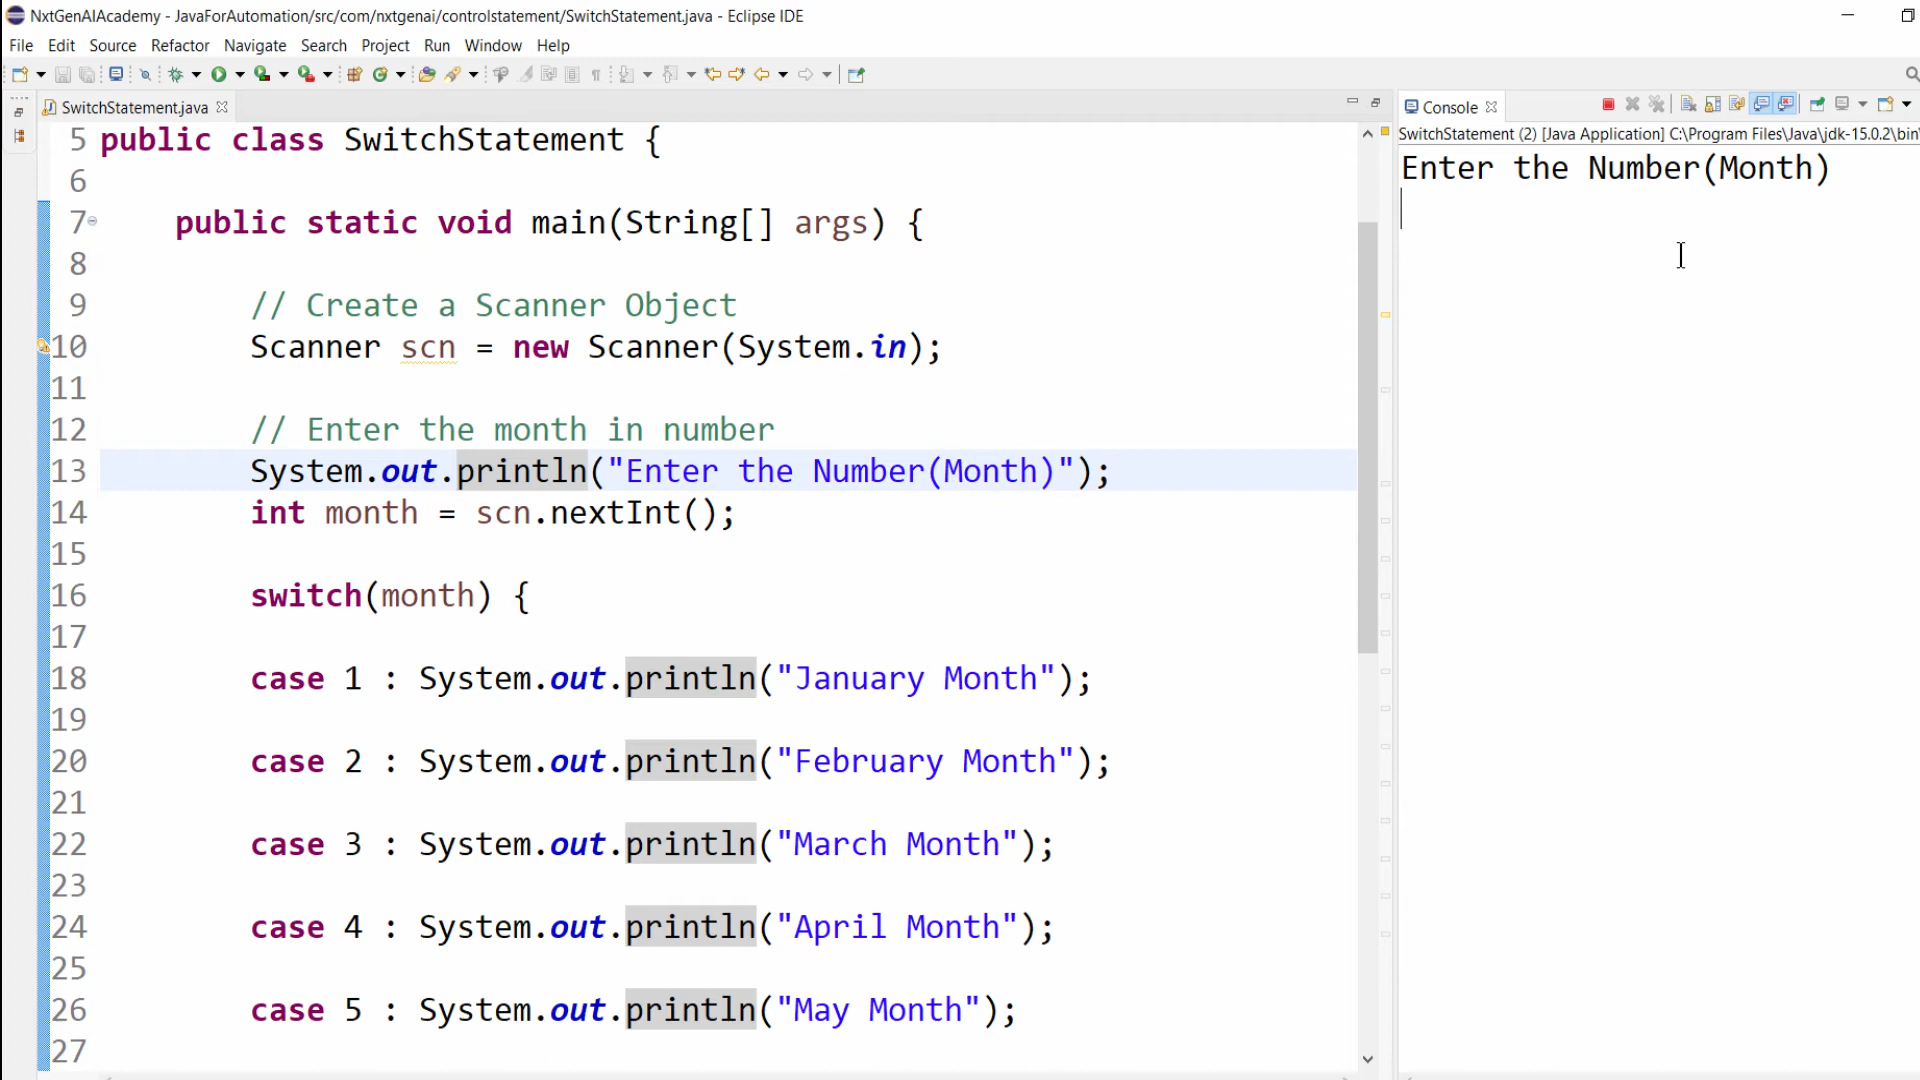 NxtGenAIAcademy - JavaForAutomation/src/com/nxtgenai/controlstatement/SwitchStatement.java - Eclipse IDE
File Edit Source Refactor Navigate Search Project Run Window Help
SwitchStatement.java
5 public class SwitchStatement {
6
7 public static void main(String[] args) {
8
9 // Create a Scanner Object
10 Scanner scn = new Scanner(System.in);
11
12 // Enter the month in number
13 System.out.println("Enter the Number(Month)");
14 int month = scn.nextInt();
15
16 switch(month) {
17
18 case 1 : System.out.println("January Month");
19
20 case 2 : System.out.println("February Month");
21
22 case 3 : System.out.println("March Month");
23
24 case 4 : System.out.println("April Month");
25
26 case 5 : System.out.println("May Month");
27
Console
SwitchStatement (2) [Java Application] C:\Program Files\Java\jdk-15.0.2\bin\
Enter the Number(Month)